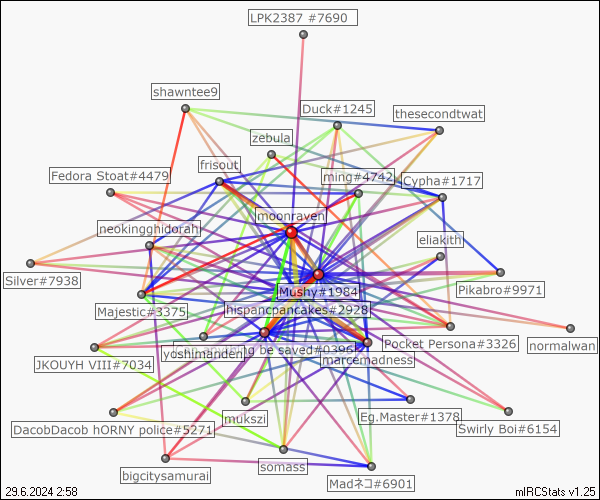 LPK2387 #7690
shawntee9
Duck#1245
thesecondtwat
zebula
frisout
Fedora Stoat#4479
ming#4742
Cypha#1717
moonraven
neokingghidorah
eliakith
Silver#7938
Mushy#1984
Pikabro#9971
Majestic#3375
hispancpancakes#2928
normalwan
Pocket Persona#3326
yoshimandenlg be saved#0396
marcemadness
JKOUYH VIII#7034
mukszi
Eg.Master#1378
DacobDacob hORNY police#5271
Swirly Boi#6154
bigcitysamurai
somass
Madネコ#6901
29.6.2024 2:58
mIRCStats v1.25